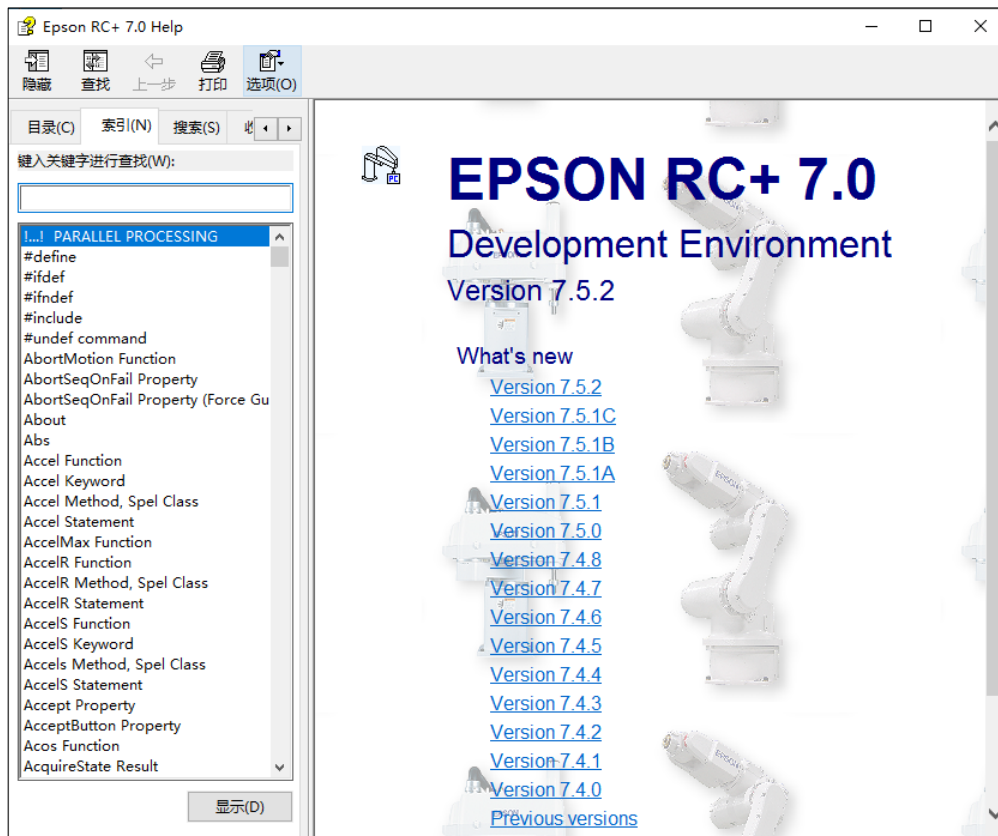 Epson RC+ 7.0 Help
隐藏 查找 上一步 打印 选项(O)
目录(C) 索引(N) 搜索(S)
键入关键字进行查找(W):
!...! PARALLEL PROCESSING
#define
#ifdef
#ifndef
#include
#undef command
AbortMotion Function
AbortSeqOnFail Property
AbortSeqOnFail Property (Force Gu
About
Abs
Accel Function
Accel Keyword
Accel Method, Spel Class
Accel Statement
AccelMax Function
AccelR Function
AccelR Method, Spel Class
AccelR Statement
AccelS Function
AccelS Keyword
Accels Method, Spel Class
AccelS Statement
Accept Property
AcceptButton Property
Acos Function
AcquireState Result
显示(D)
PC
EPSON RC+ 7.0
Development Environment
Version 7.5.2
What's new
Version 7.5.2
Version 7.5.1C
Version 7.5.1B
Version 7.5.1A
Version 7.5.1
Version 7.5.0
Version 7.4.8
Version 7.4.7
Version 7.4.6
Version 7.4.5
Version 7.4.4
Version 7.4.3
Version 7.4.2
Version 7.4.1
Version 7.4.0
Previous versions